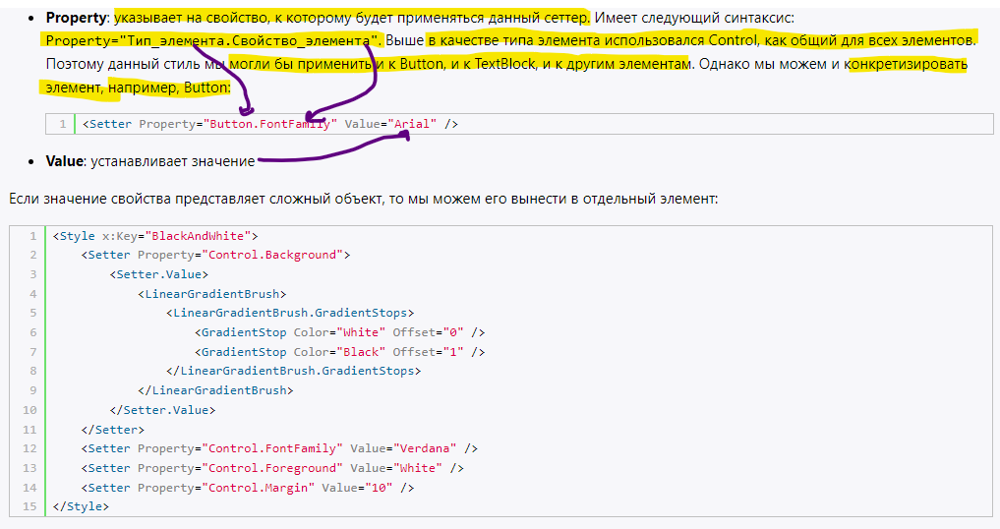 • Property: указывает на свойство, к которому будет применяться данный сеттер. Имеет следующий синтаксис:
Property="Тип_элемента.Свойство_элемента". Выше в качестве типа элемента использовался Control, как общий для всех элементов.
Поэтому данный стиль мы могли бы применить и к Button, и к TextBlock, и к другим элементам. Однако мы можем и конкретизировать
элемент, например, Button:
1 <Setter Property="Button.FontFamily" Value="Arial" />
• Value: устанавливает значение
Если значение свойства представляет сложный объект, то мы можем его вынести в отдельный элемент:
1 <Style x:Key="BlackAndWhite">
2 <Setter Property="Control.Background">
3 <Setter.Value>
4 <LinearGradientBrush>
5 <LinearGradientBrush.GradientStops>
6 <GradientStop Color="White" Offset="0" />
7 <GradientStop Color="Black" Offset="1" />
8 </LinearGradientBrush.GradientStops>
9 </LinearGradientBrush>
10 </Setter.Value>
11 </Setter>
12 <Setter Property="Control.FontFamily" Value="Verdana" />
13 <Setter Property="Control.Foreground" Value="White" />
14 <Setter Property="Control.Margin" Value="10" />
15 </Style>